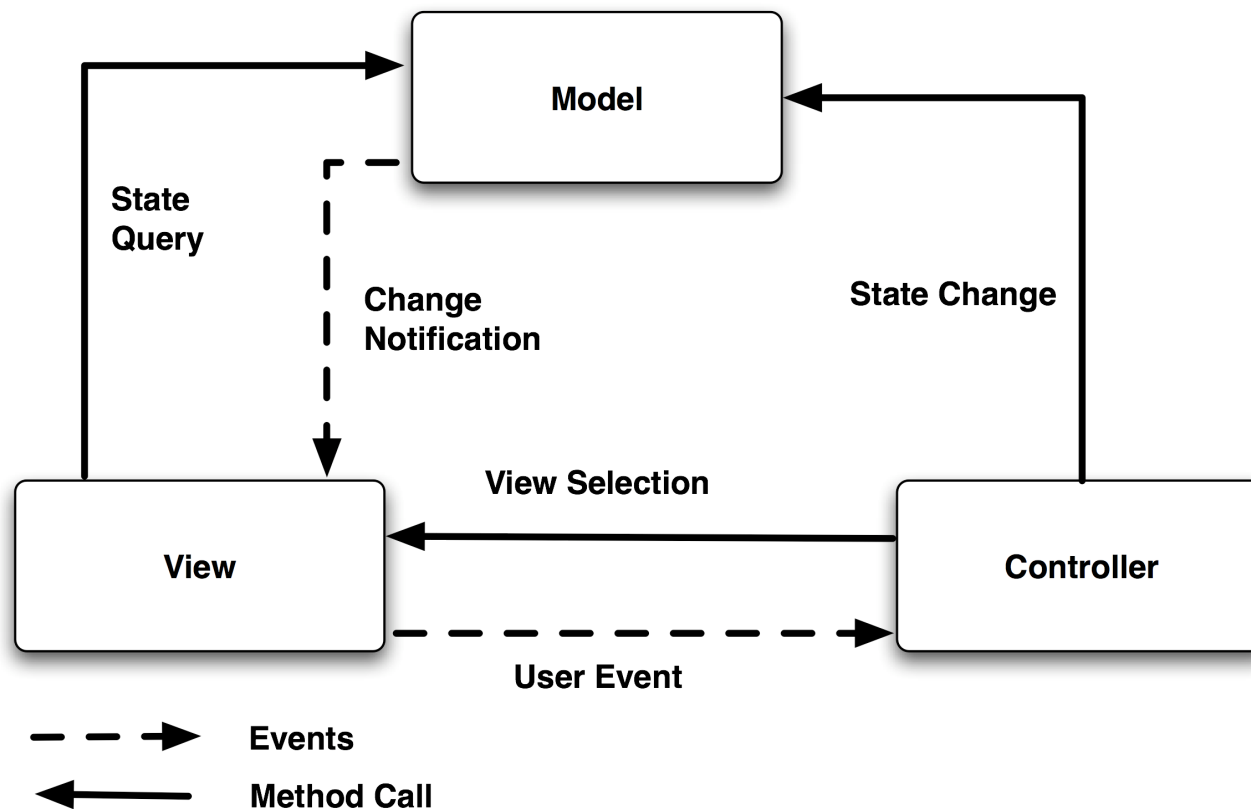 Model
State
Query
Change
Notification
State Change
View Selection
View
Controller
User Event
Events
Method Call